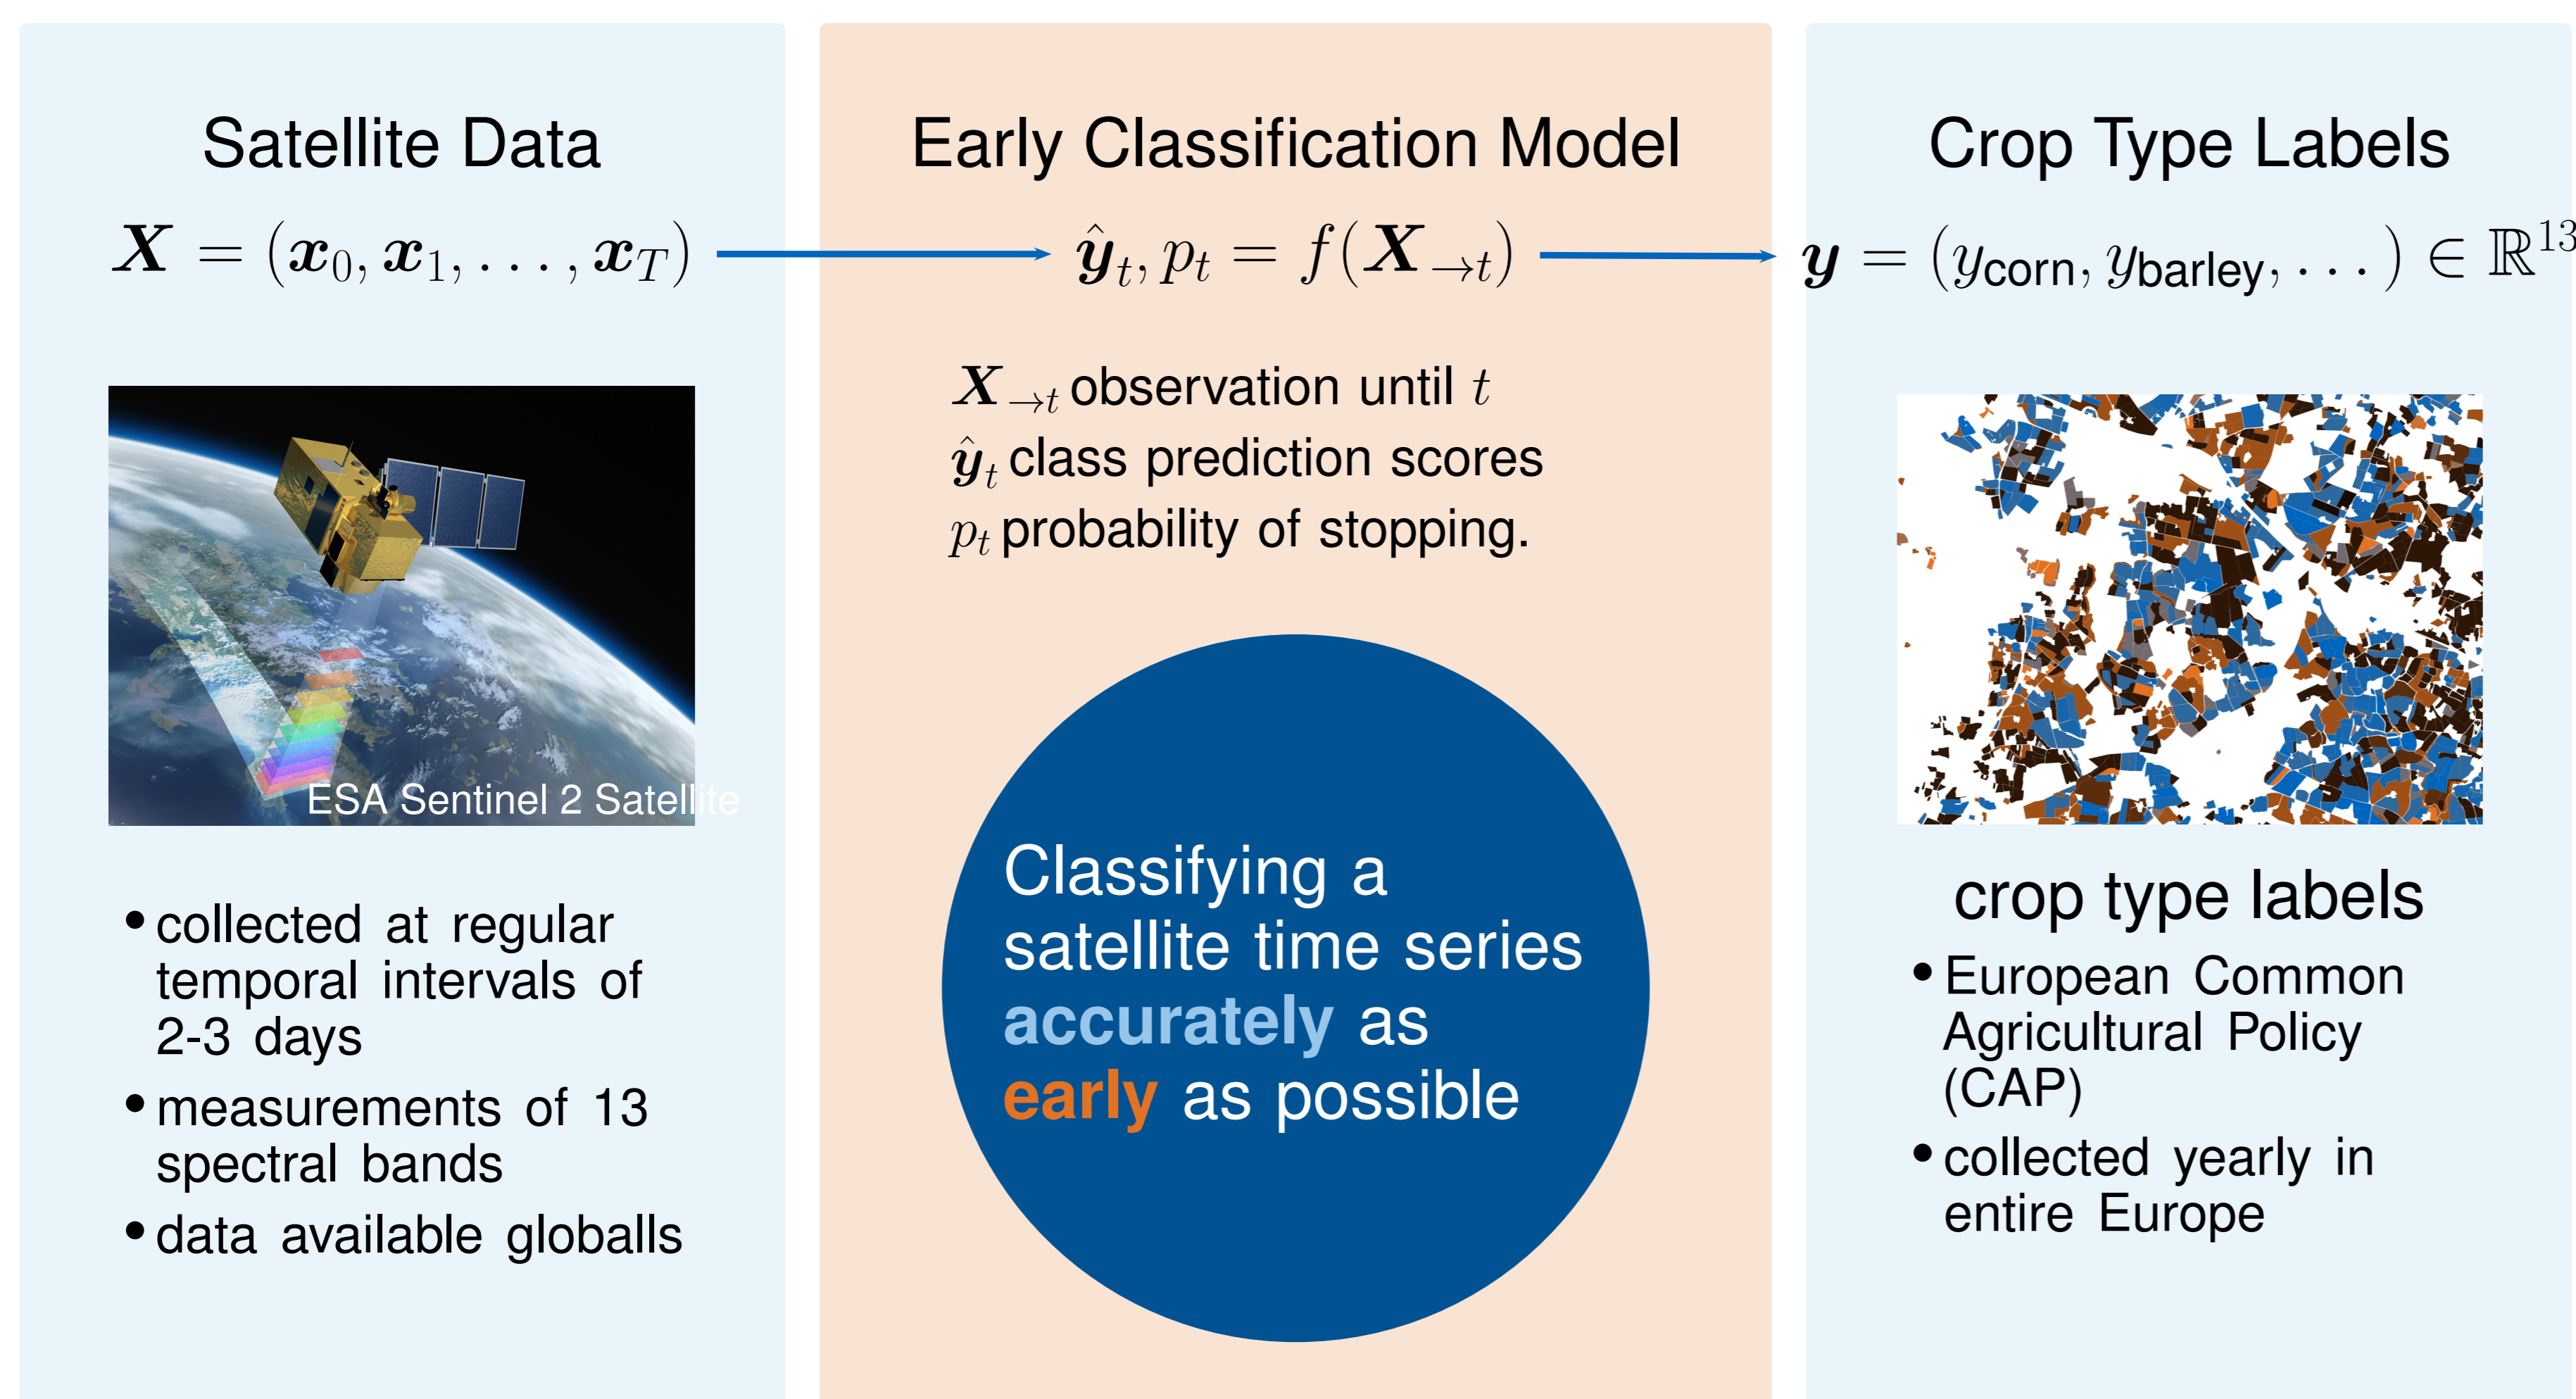 Satellite Data
X = (x₀, x₁, . . . , x_T)
ESA Sentinel 2 Satellite
• collected at regular
temporal intervals of
2-3 days
• measurements of 13
spectral bands
• data available globalls
Early Classification Model
ŷₜ, pₜ = f(X→ₜ)
X→ₜ observation until t
ŷₜ class prediction scores
pₜ probability of stopping.
Classifying a
satellite time series
accurately as
early as possible
Crop Type Labels
y = (y_corn, y_barley, . . . ) ∈ ℝ¹³
crop type labels
• European Common
Agricultural Policy
(CAP)
• collected yearly in
entire Europe